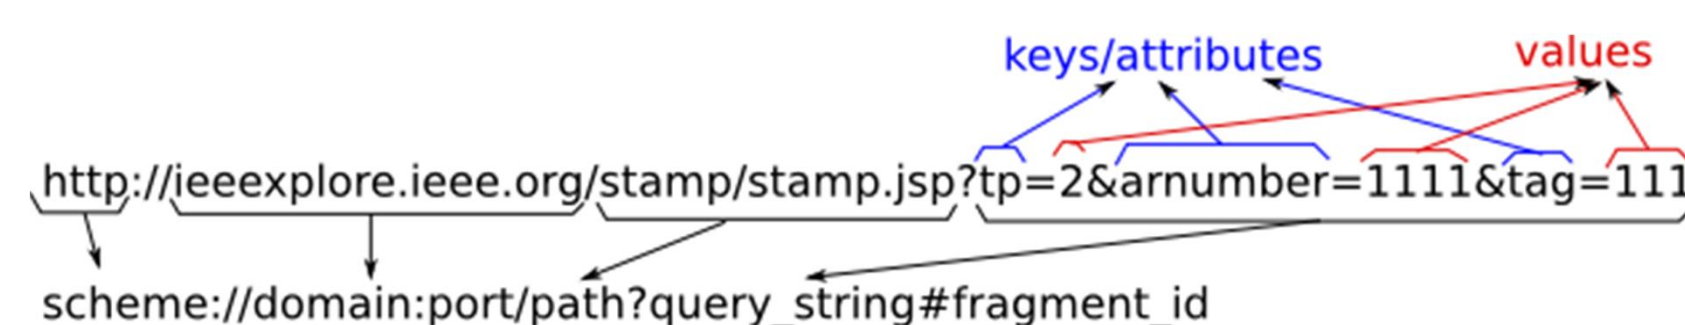 keys/attributes values
http://ieeexplore.ieee.org/stamp/stamp.jsp?tp=2&arnumber=1111&tag=111
scheme://domain:port/path?query_string#fragment_id